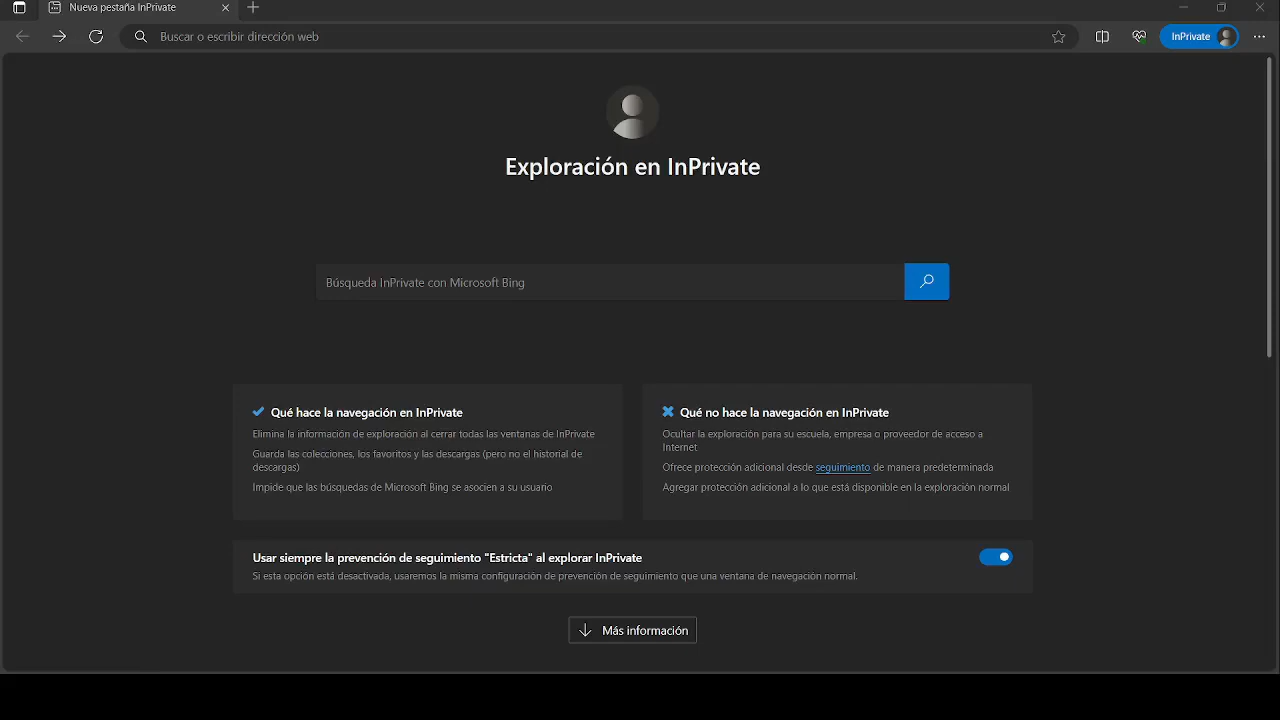 Nueva pestaña InPrivate
Buscar o escribir dirección web
InPrivate
Exploración en InPrivate
Búsqueda InPrivate con Microsoft Bing
Qué hace la navegación en InPrivate
Elimina la información de exploración al cerrar todas las ventanas de InPrivate
Guarda las colecciones, los favoritos y las descargas (pero no el historial de
descargas)
Impide que las búsquedas de Microsoft Bing se asocien a su usuario
Qué no hace la navegación en InPrivate
Ocultar la exploración para su escuela, empresa o proveedor de acceso a
Internet
Ofrece protección adicional desde seguimiento de manera predeterminada
Agregar protección adicional a lo que está disponible en la exploración normal
Usar siempre la prevención de seguimiento "Estricta" al explorar InPrivate
Si esta opción está desactivada, usaremos la misma configuración de prevención de seguimiento que una ventana de navegación normal.
Más información